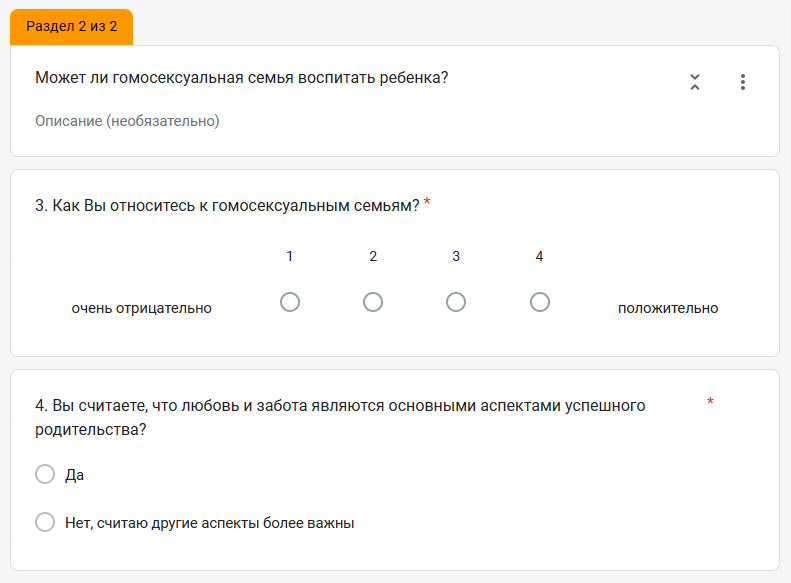 Раздел 2 из 2
Может ли гомосексуальная семья воспитать ребенка?
Описание (необязательно)
3. Как Вы относитесь к гомосексуальным семьям? *
1 2 3 4
очень отрицательно положительно
4. Вы считаете, что любовь и забота являются основными аспектами успешного *
родительства?
Да
Нет, считаю другие аспекты более важны